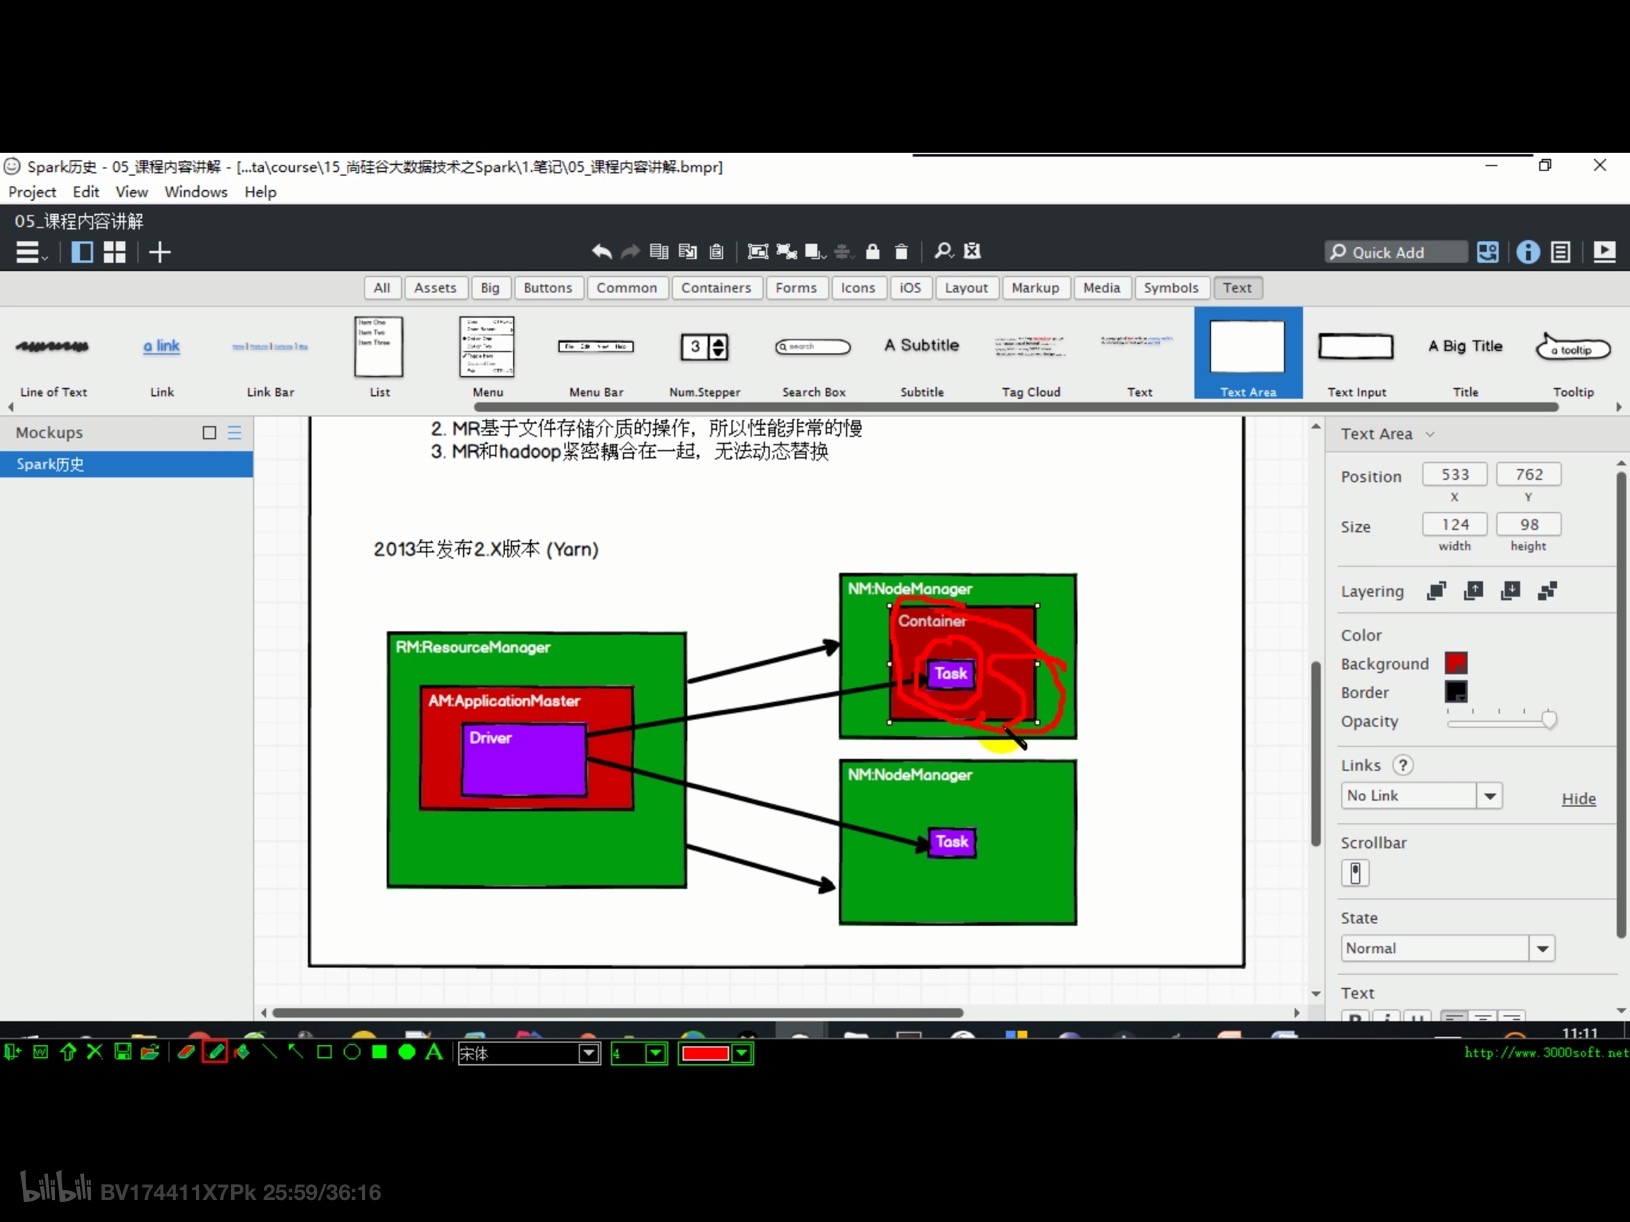 Spark历史 - 05_课程内容讲解 - [...ta\course\15_尚硅谷大数据技术之Spark\1.笔记\05_课程内容讲解.bmpr]
Project Edit View Windows Help
05_课程内容讲解
Quick Add
All Assets Big Buttons Common Containers Forms Icons iOS Layout Markup Media Symbols Text
a link
Item One
Item Two
Item Three
3
search
A Subtitle
A Big Title
a tooltip
Line of Text Link Link Bar List Menu Menu Bar Num.Stepper Search Box Subtitle Tag Cloud Text Text Area Text Input Title Tooltip
Mockups
Spark历史
2. MR基于文件存储介质的操作，所以性能非常的慢
3. MR和hadoop紧密耦合在一起，无法动态替换
2013年发布2.X版本 (Yarn)
RM:ResourceManager
AM:ApplicationMaster
Driver
NM:NodeManager
Container
Task
NM:NodeManager
Task
Text Area
Position 533 762
X Y
Size 124 98
width height
Layering
Color
Background
Border
Opacity
Links ?
No Link Hide
Scrollbar
State
Normal
Text
11:11
宋体 4
http://www.3000soft.net
bilibili BV174411X7Pk 25:59/36:16